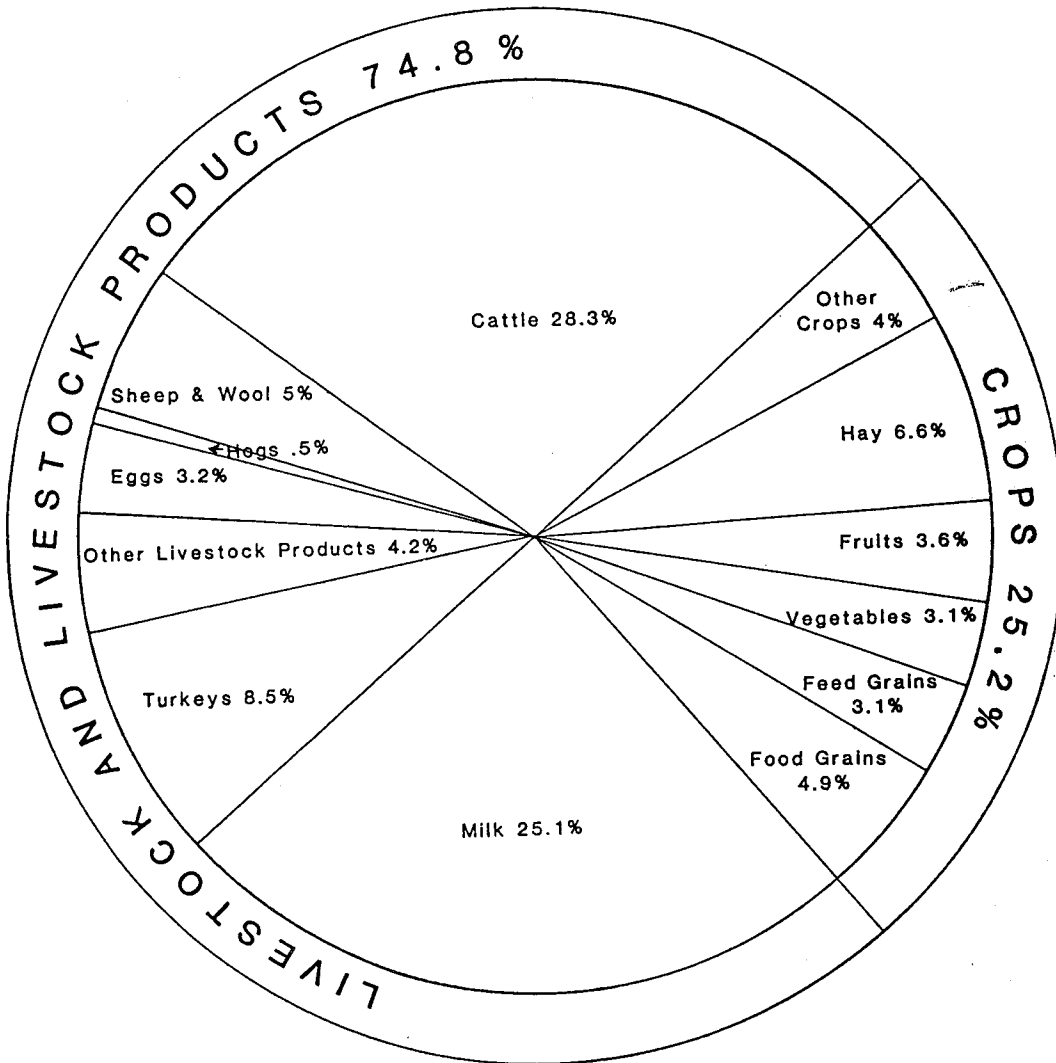 LIVESTOCK AND LIVESTOCK PRODUCTS 74.8%
CROPS 25.2%
Cattle 28.3%
Other
Crops 4%
Hay 6.6%
Fruits 3.6%
Vegetables 3.1%
Feed Grains
3.1%
Food Grains
4.9%
Milk 25.1%
Turkeys 8.5%
Other Livestock Products 4.2%
Eggs 3.2%
Hogs .5%
Sheep & Wool 5%